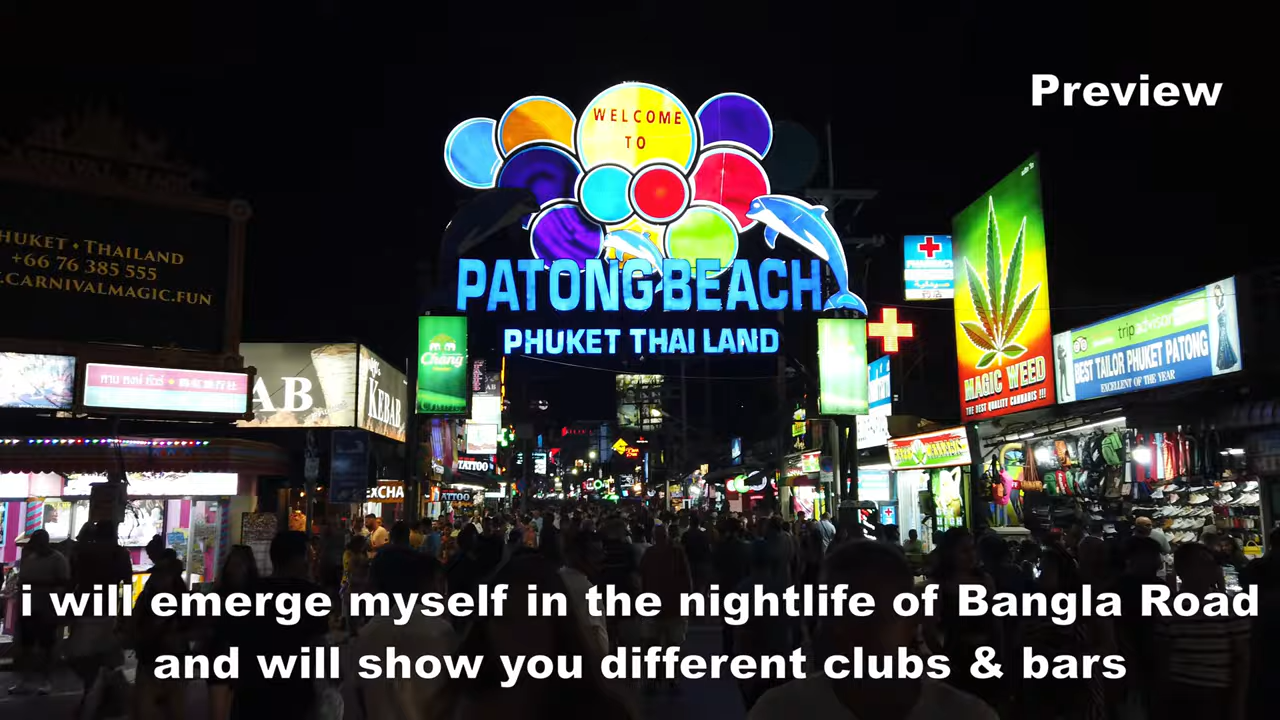 Preview
WELCOME
TO
PATONG BEACH
PHUKET THAILAND
HUKET • THAILAND
+66 76 385 555
.CARNIVALMAGIC.FUN
Chang
AB
KEBAB
TATTOO
EXCHA
TATTOO
MAGIC WEED
THE BEST QUALITY CANNABIS !!!
tripadvisor
BEST TAILOR PHUKET PATONG
EXCELLENT OF THE YEAR
i will emerge myself in the nightlife of Bangla Road
and will show you different clubs & bars